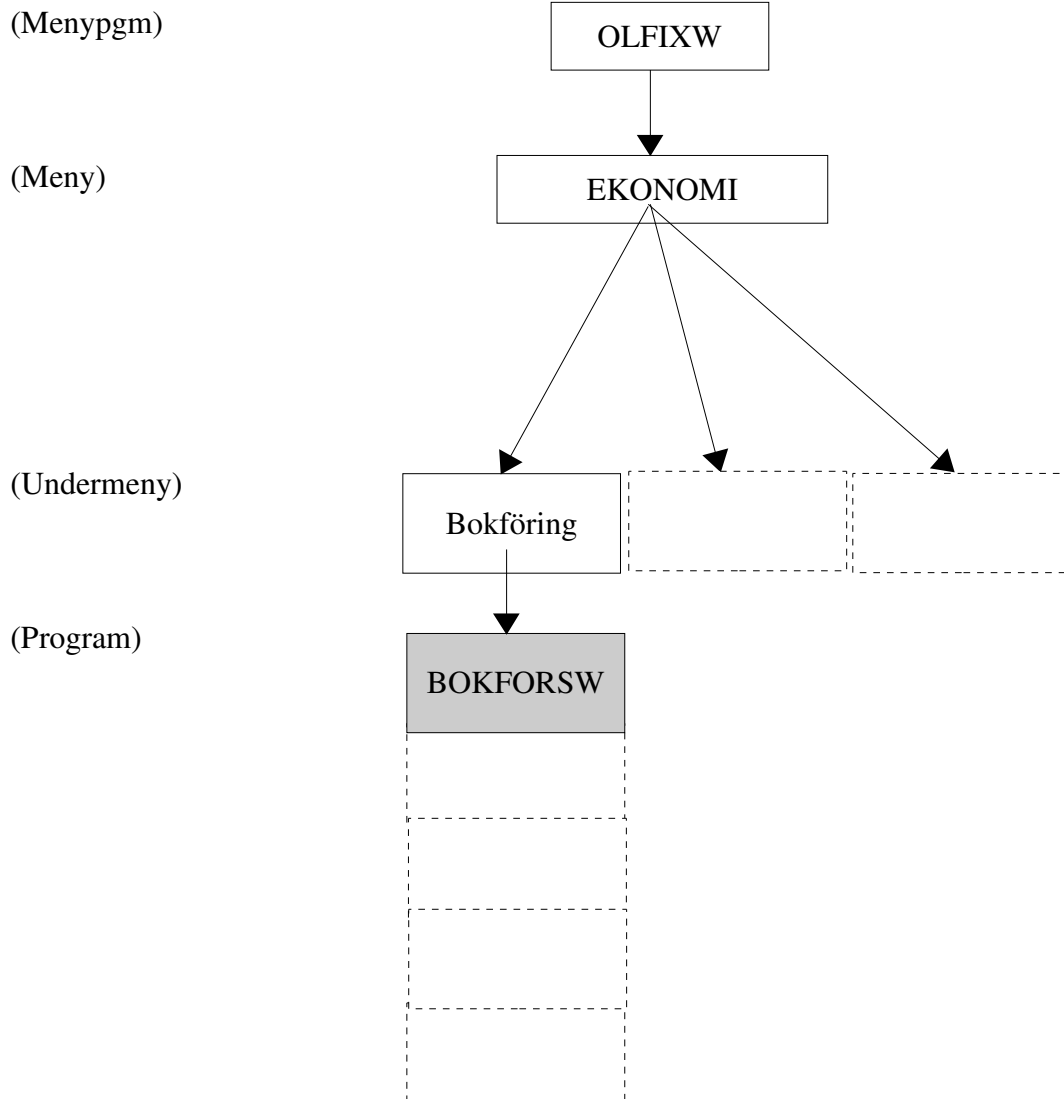 (Menypgm)
OLFIXW
(Meny)
EKONOMI
(Undermeny)
Bokföring
(Program)
BOKFORSW